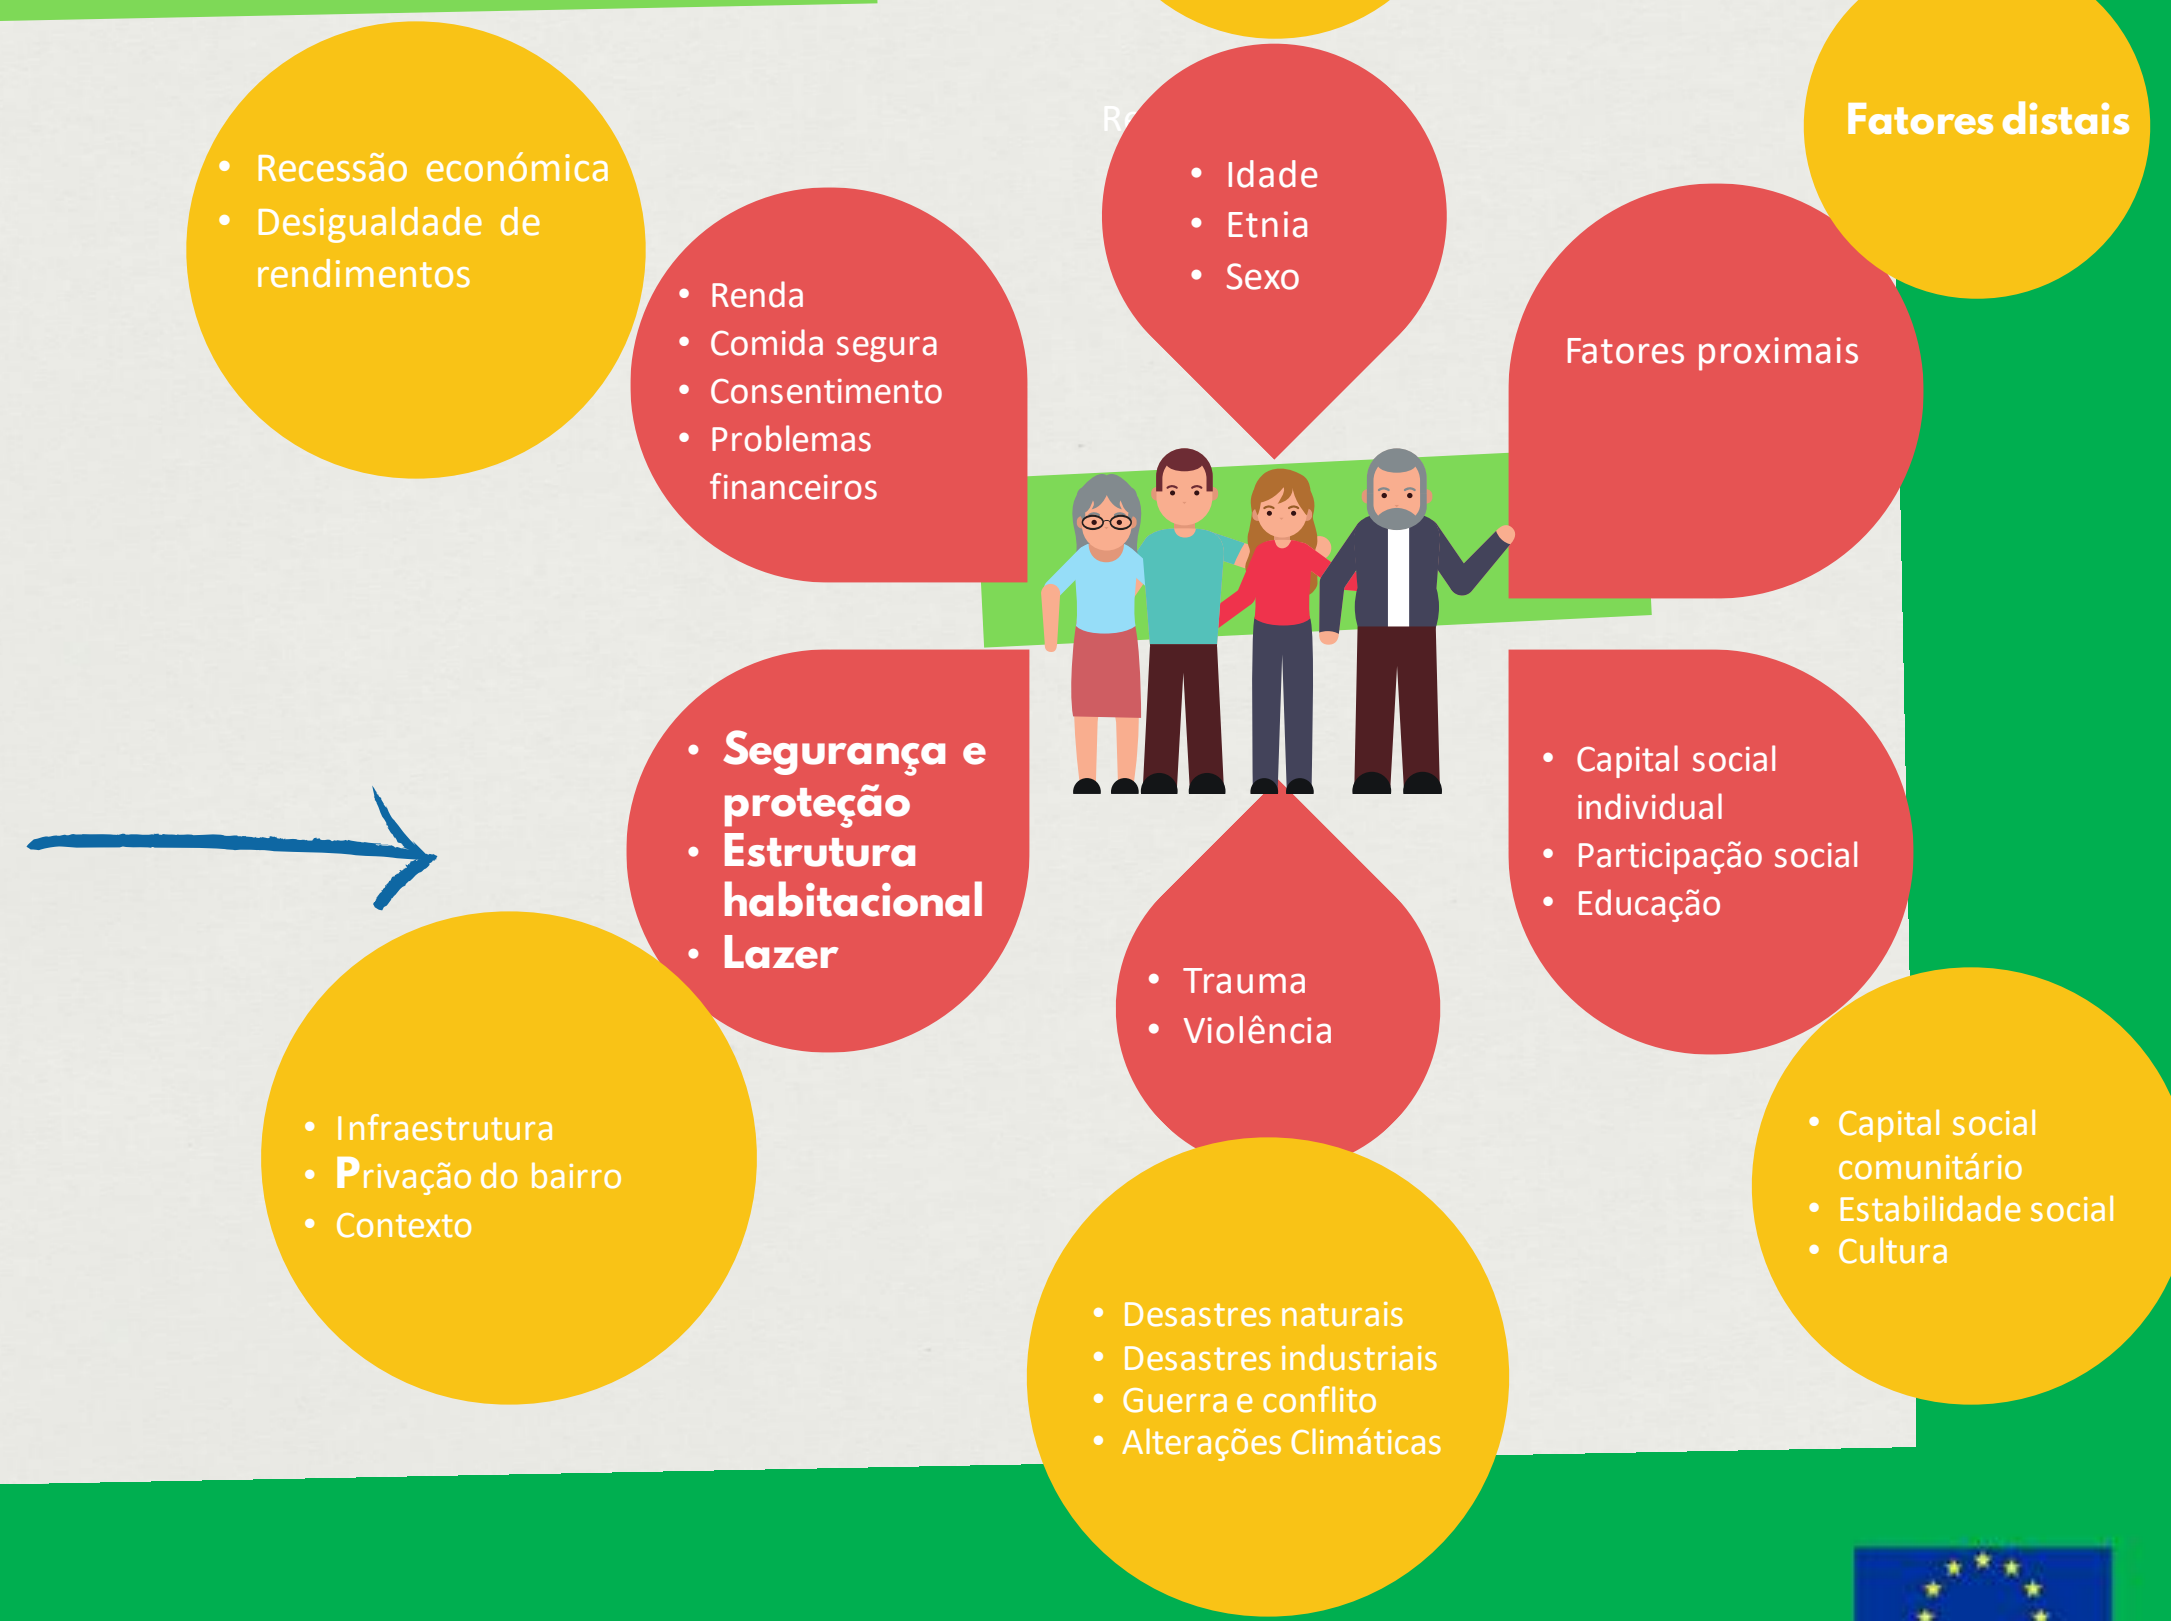 Fatores distais
Recessão económica
Desigualdade de
rendimentos
Idade
Etnia
Sexo
Renda
Comida segura
Consentimento
Problemas
financeiros
Fatores proximais
Segurança e
proteção
Estrutura
habitacional
Lazer
Capital social
individual
Participação social
Educação
Trauma
Violência
Infraestrutura
Privação do bairro
Contexto
Capital social
comunitário
Estabilidade social
Cultura
Desastres naturais
Desastres industriais
Guerra e conflito
Alterações Climáticas